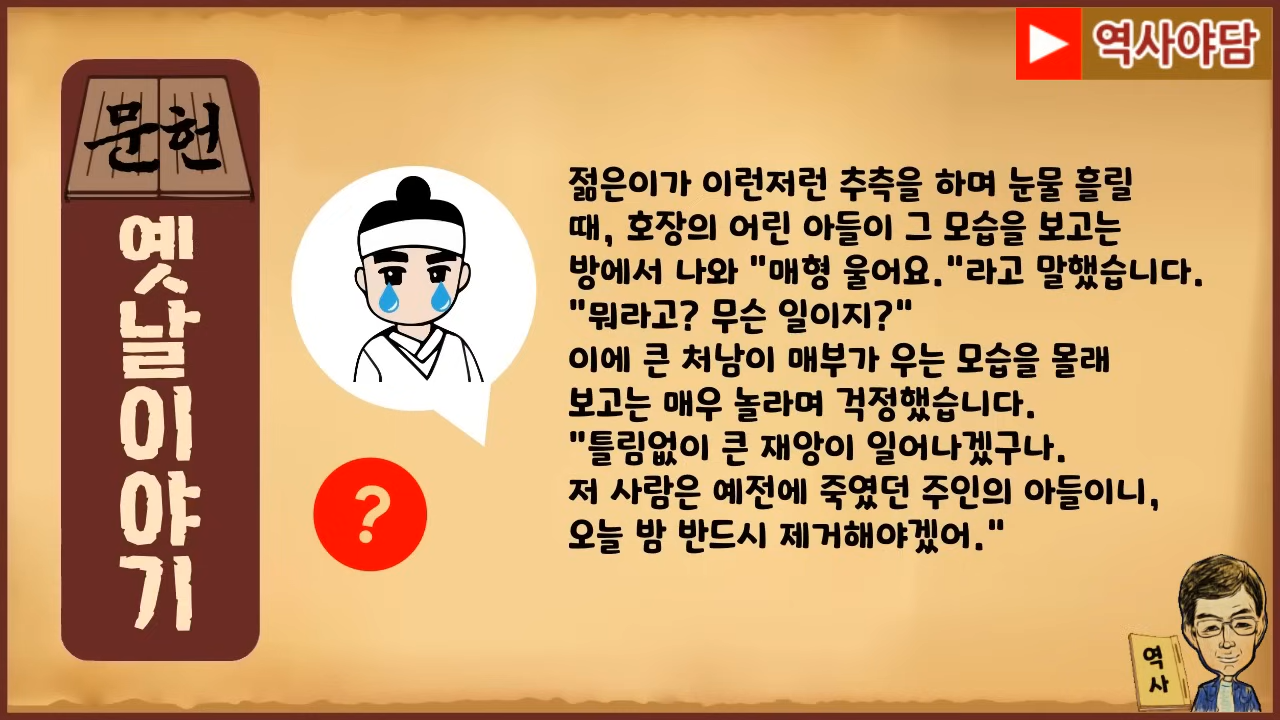 역사야담
문헌
옛날이야기
젊은이가 이런저런 추측을 하며 눈물 흘릴
때, 호장의 어린 아들이 그 모습을 보고는
방에서 나와 "매형 울어요."라고 말했습니다.
"뭐라고? 무슨 일이지?"
이에 큰 처남이 매부가 우는 모습을 몰래
보고는 매우 놀라며 걱정했습니다.
"틀림없이 큰 재앙이 일어나겠구나.
저 사람은 예전에 죽였던 주인의 아들이니,
오늘 밤 반드시 제거해야겠어."
?
역
사